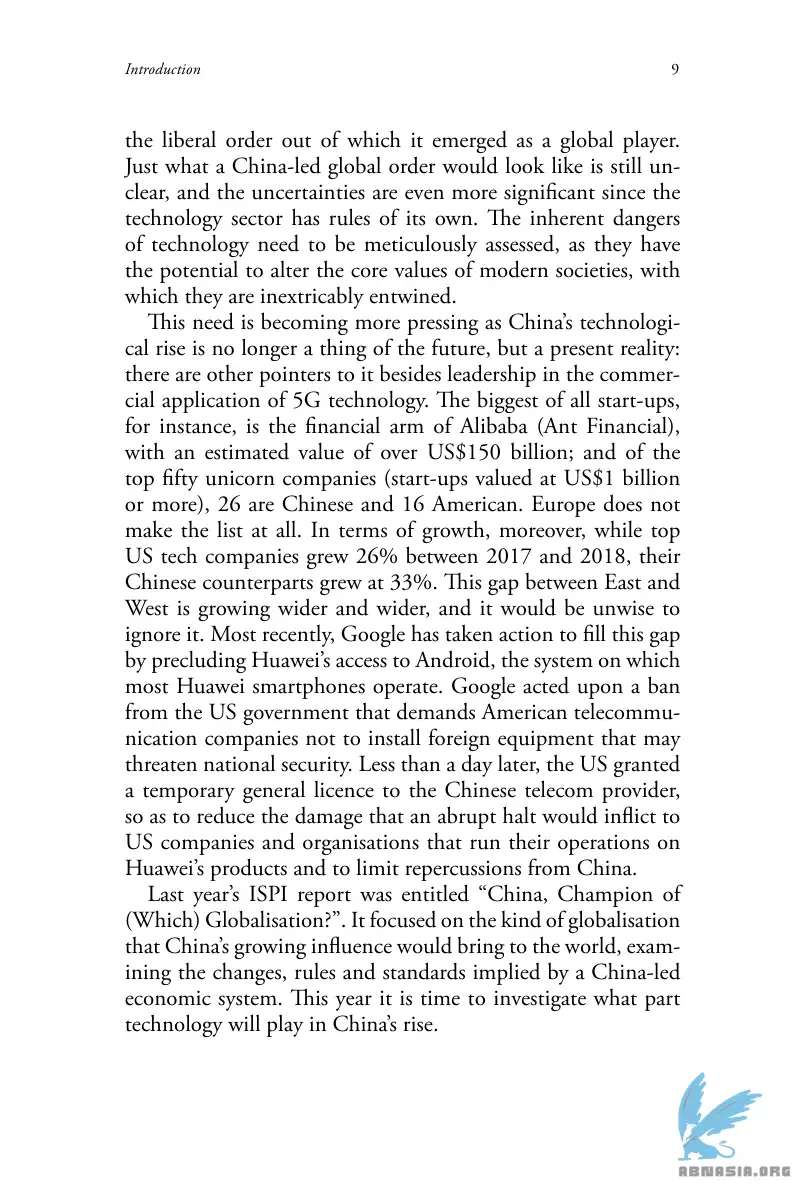 Introduction 9
the liberal order out of which it emerged as a global player.
Just what a China-led global order would look like is still un-
clear, and the uncertainties are even more significant since the
technology sector has rules of its own. The inherent dangers
of technology need to be meticulously assessed, as they have
the potential to alter the core values of modern societies, with
which they are inextricably entwined.
This need is becoming more pressing as China’s technologi-
cal rise is no longer a thing of the future, but a present reality:
there are other pointers to it besides leadership in the commer-
cial application of 5G technology. The biggest of all start-ups,
for instance, is the financial arm of Alibaba (Ant Financial),
with an estimated value of over US$150 billion; and of the
top fifty unicorn companies (start-ups valued at US$1 billion
or more), 26 are Chinese and 16 American. Europe does not
make the list at all. In terms of growth, moreover, while top
US tech companies grew 26% between 2017 and 2018, their
Chinese counterparts grew at 33%. This gap between East and
West is growing wider and wider, and it would be unwise to
ignore it. Most recently, Google has taken action to fill this gap
by precluding Huawei’s access to Android, the system on which
most Huawei smartphones operate. Google acted upon a ban
from the US government that demands American telecommu-
nication companies not to install foreign equipment that may
threaten national security. Less than a day later, the US granted
a temporary general licence to the Chinese telecom provider,
so as to reduce the damage that an abrupt halt would inflict to
US companies and organisations that run their operations on
Huawei’s products and to limit repercussions from China.
Last year’s ISPI report was entitled “China, Champion of
(Which) Globalisation?”. It focused on the kind of globalisation
that China’s growing influence would bring to the world, exam-
ining the changes, rules and standards implied by a China-led
economic system. This year it is time to investigate what part
technology will play in China’s rise.
ABNASIA.ORG